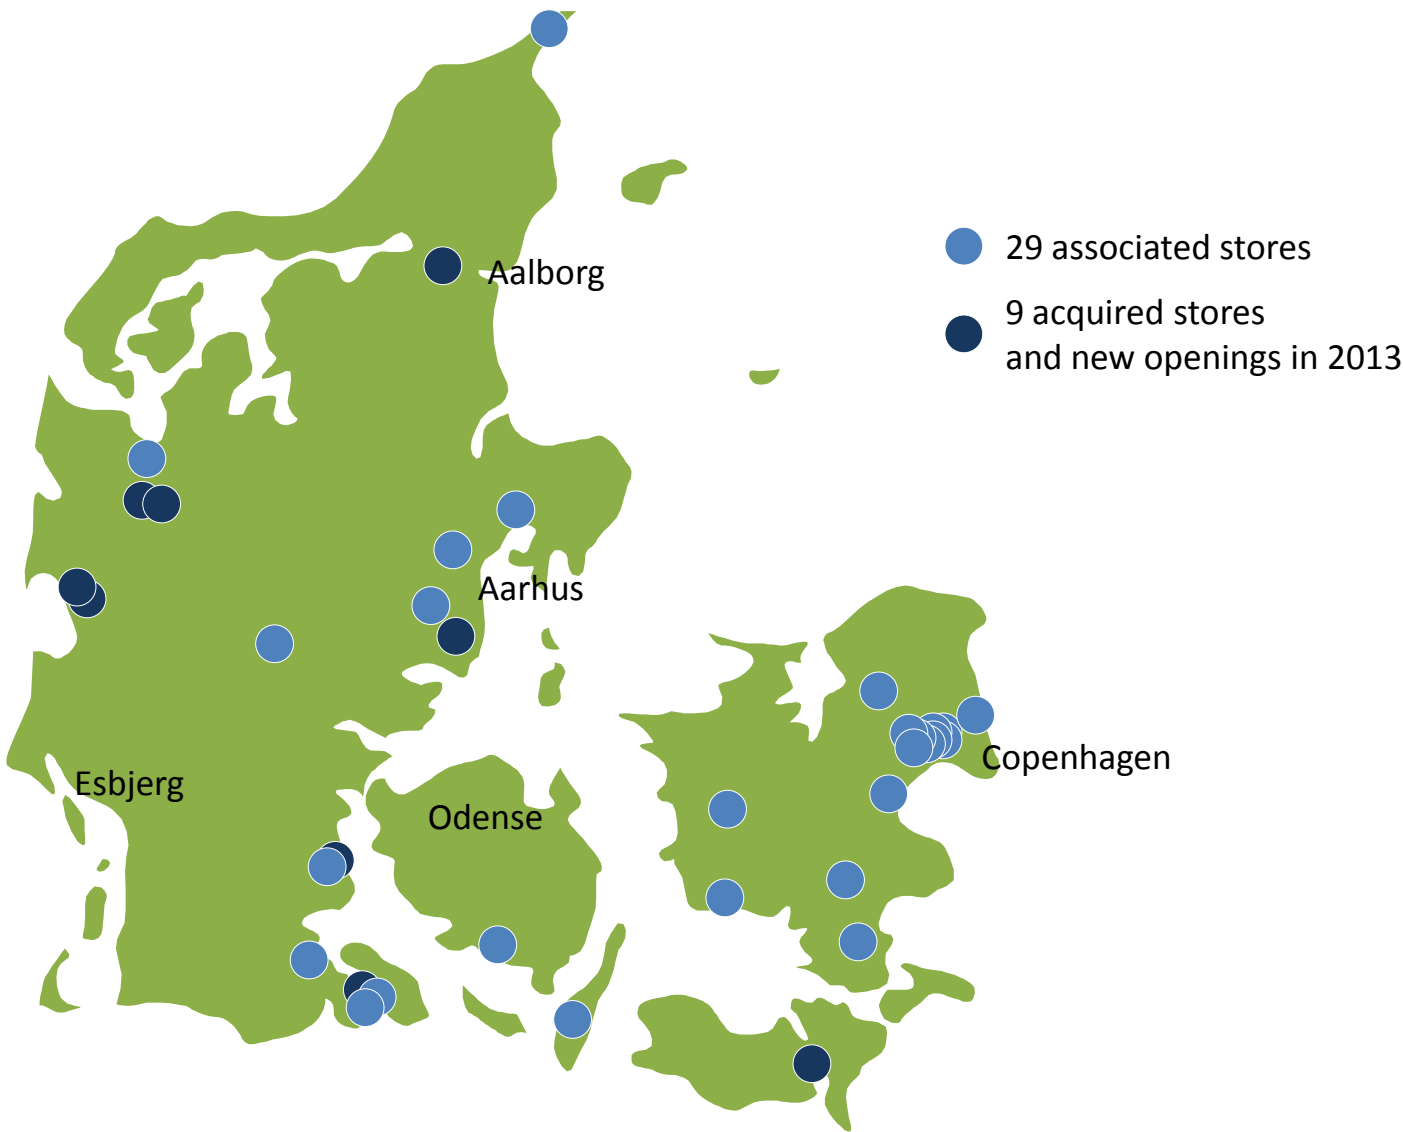 Aalborg
29 associated stores
9 acquired stores
and new openings in 2013
Aarhus
Copenhagen
Esbjerg
Odense